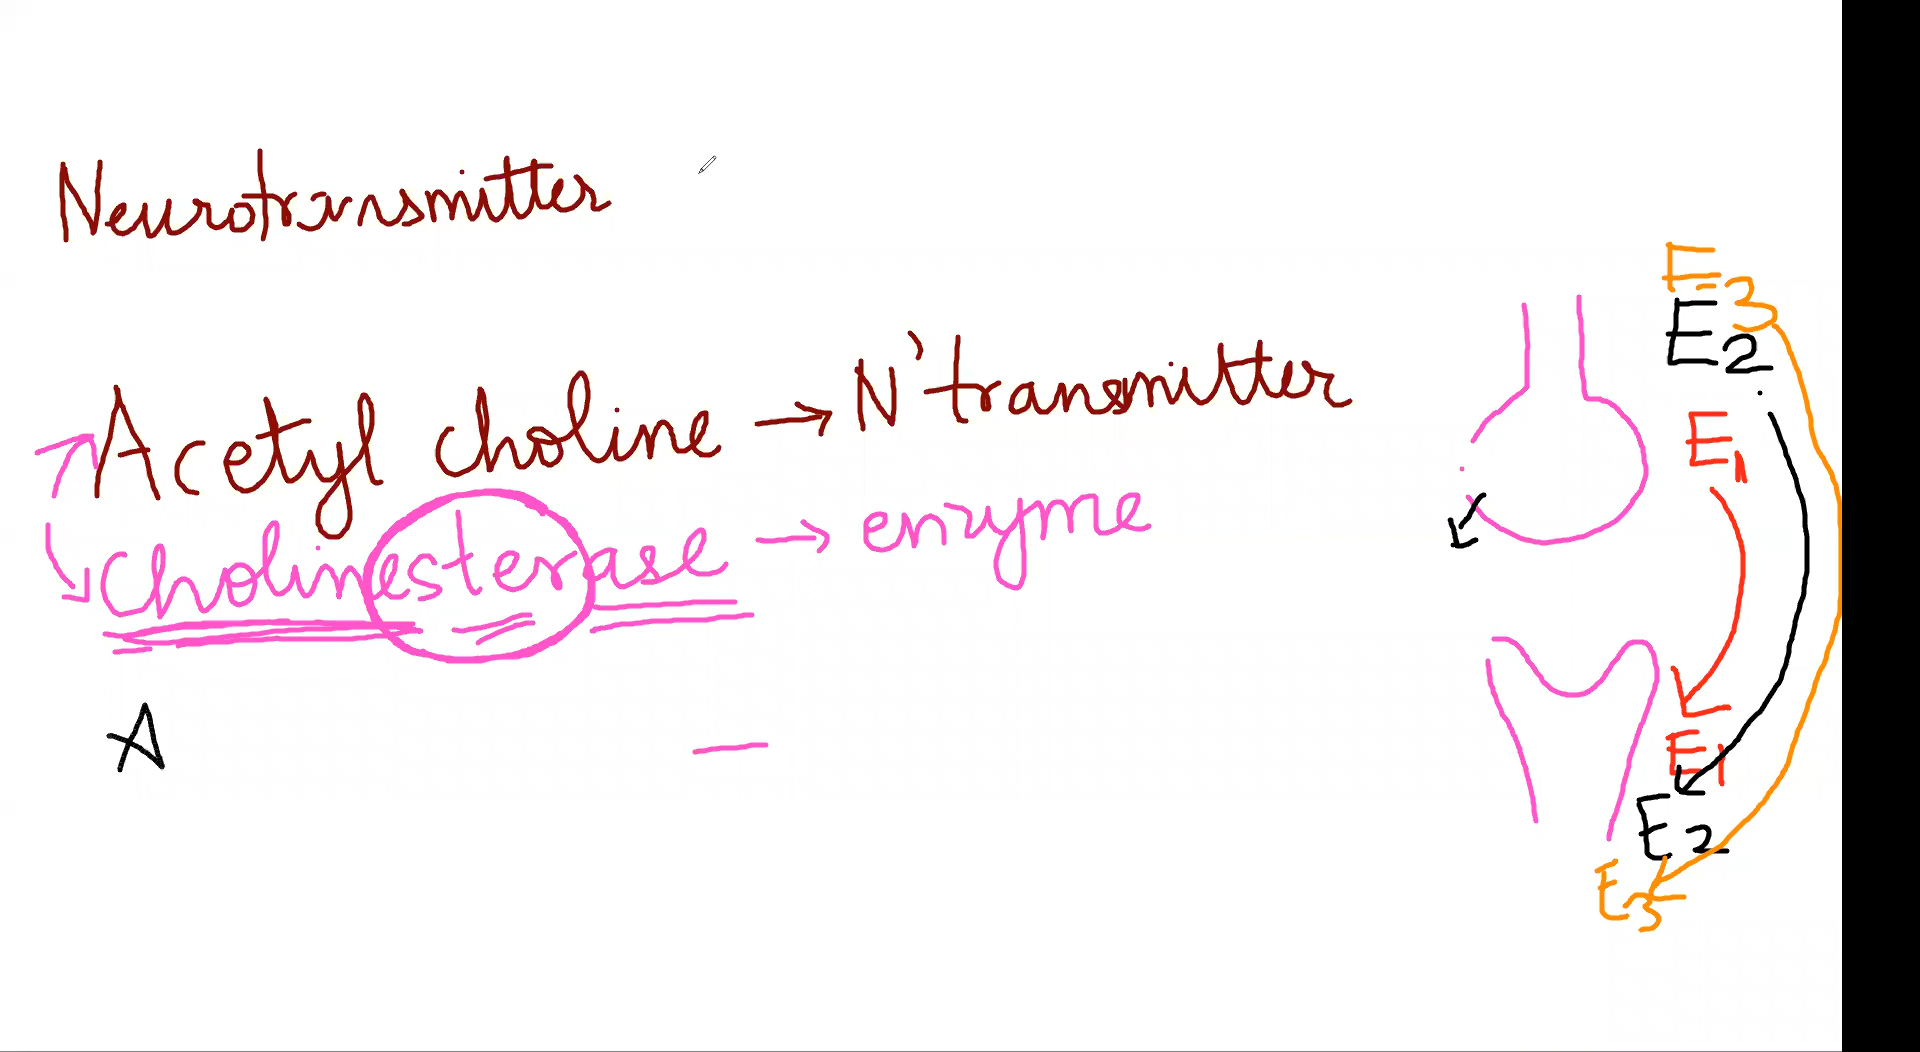 Neurotransmitter
Acetyl choline → N'transmitter
Cholinesterase → enzyme
A
E3
E2
E1
E1
E2
E3